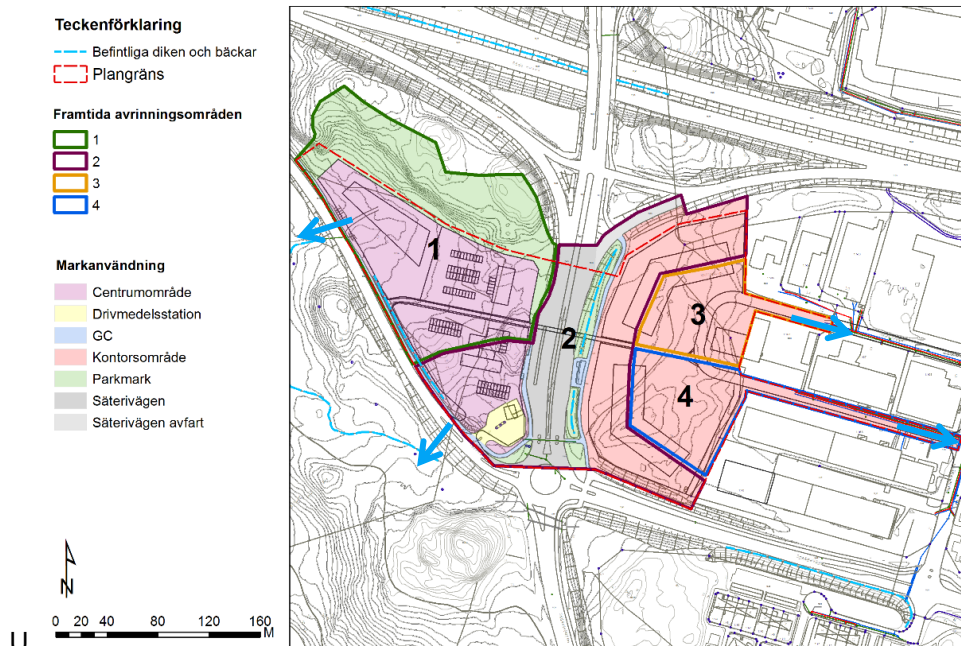 Teckenförklaring
Befintliga diken och bäckar
Plangräns
Framtida avrinningsområden
1
2
3
4
Markanvändning
Centrumområde
Drivmedelsstation
GC
Kontorsområde
Parkmark
Säterivägen
Säterivägen avfart
N
0 20 40 80 120 160
M
U
1
2
3
4